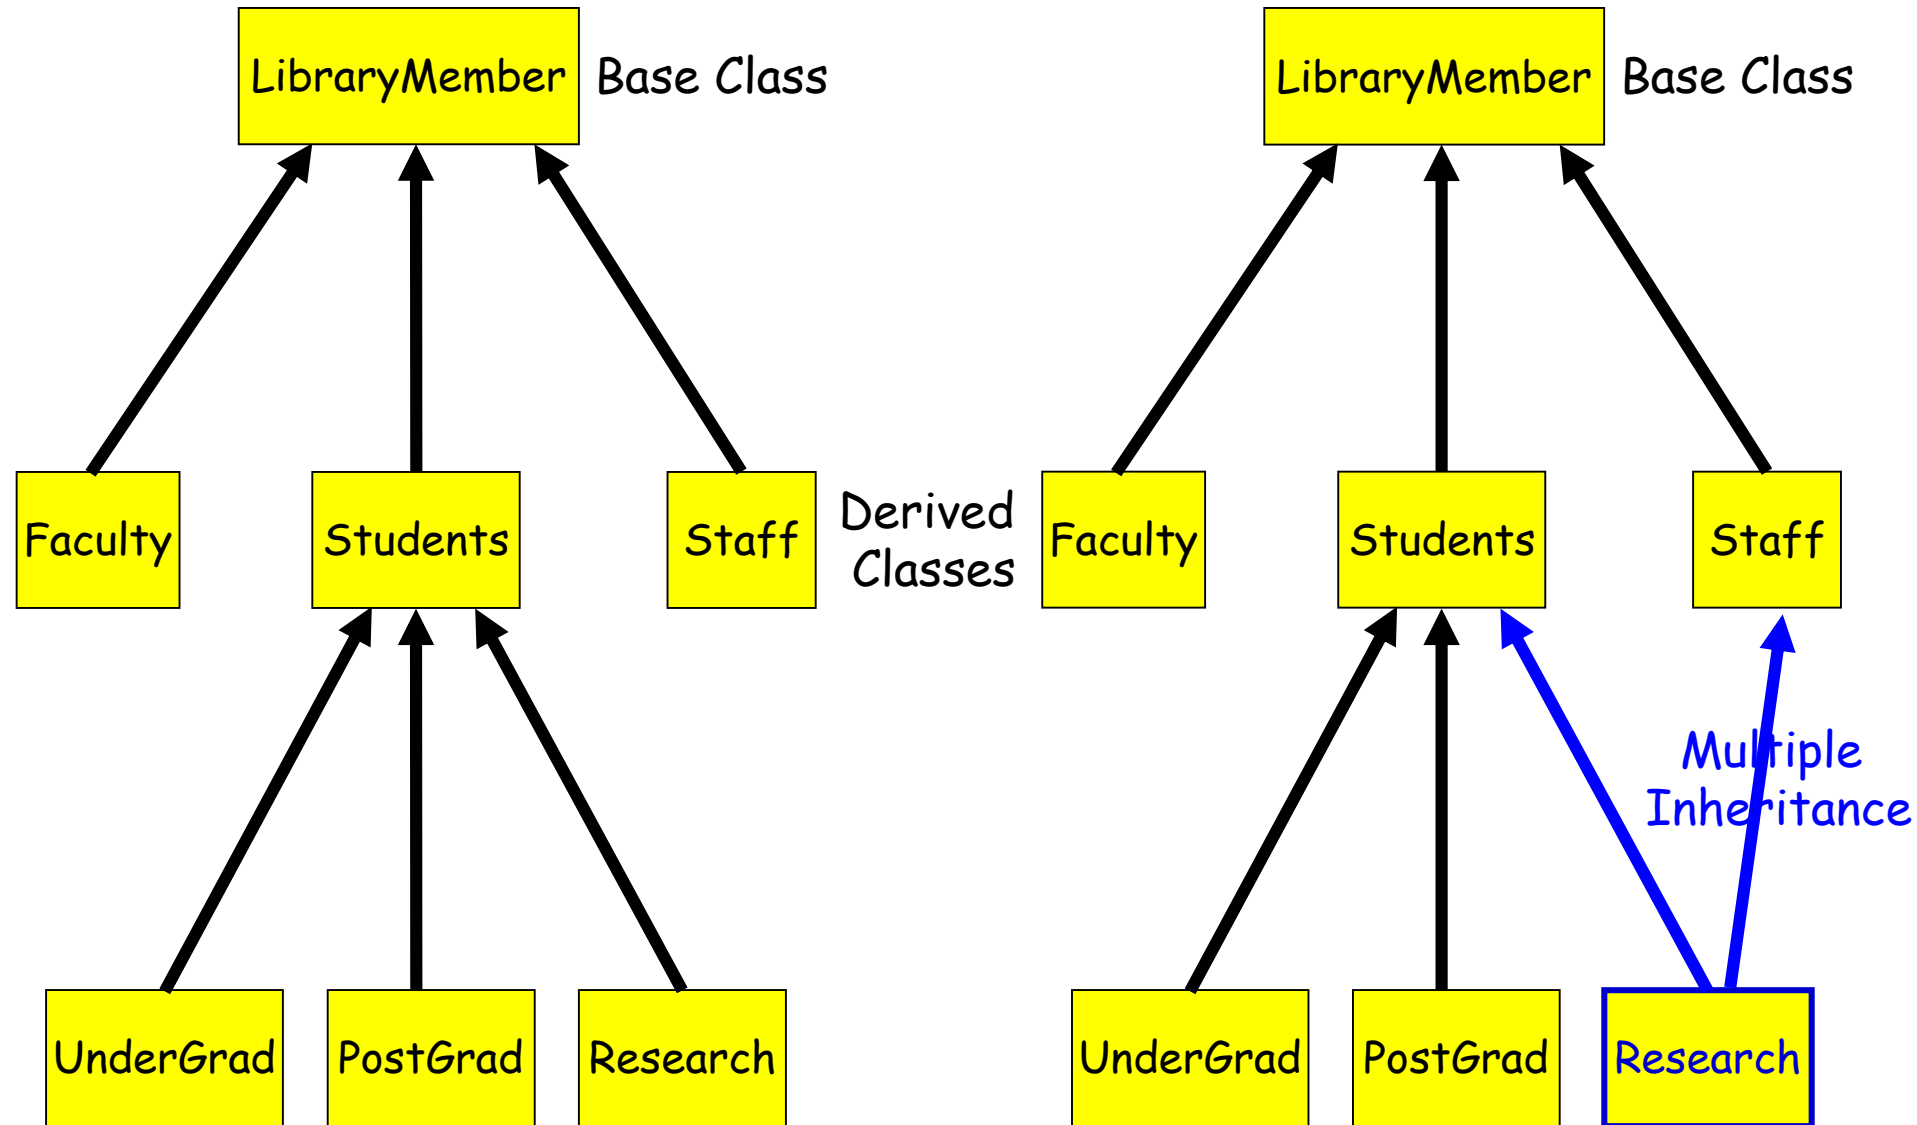 LibraryMember Base Class
Faculty
Students
Staff
Derived
Classes
UnderGrad
PostGrad
Research
LibraryMember Base Class
Faculty
Students
Staff
Multiple
Inheritance
UnderGrad
PostGrad
Research